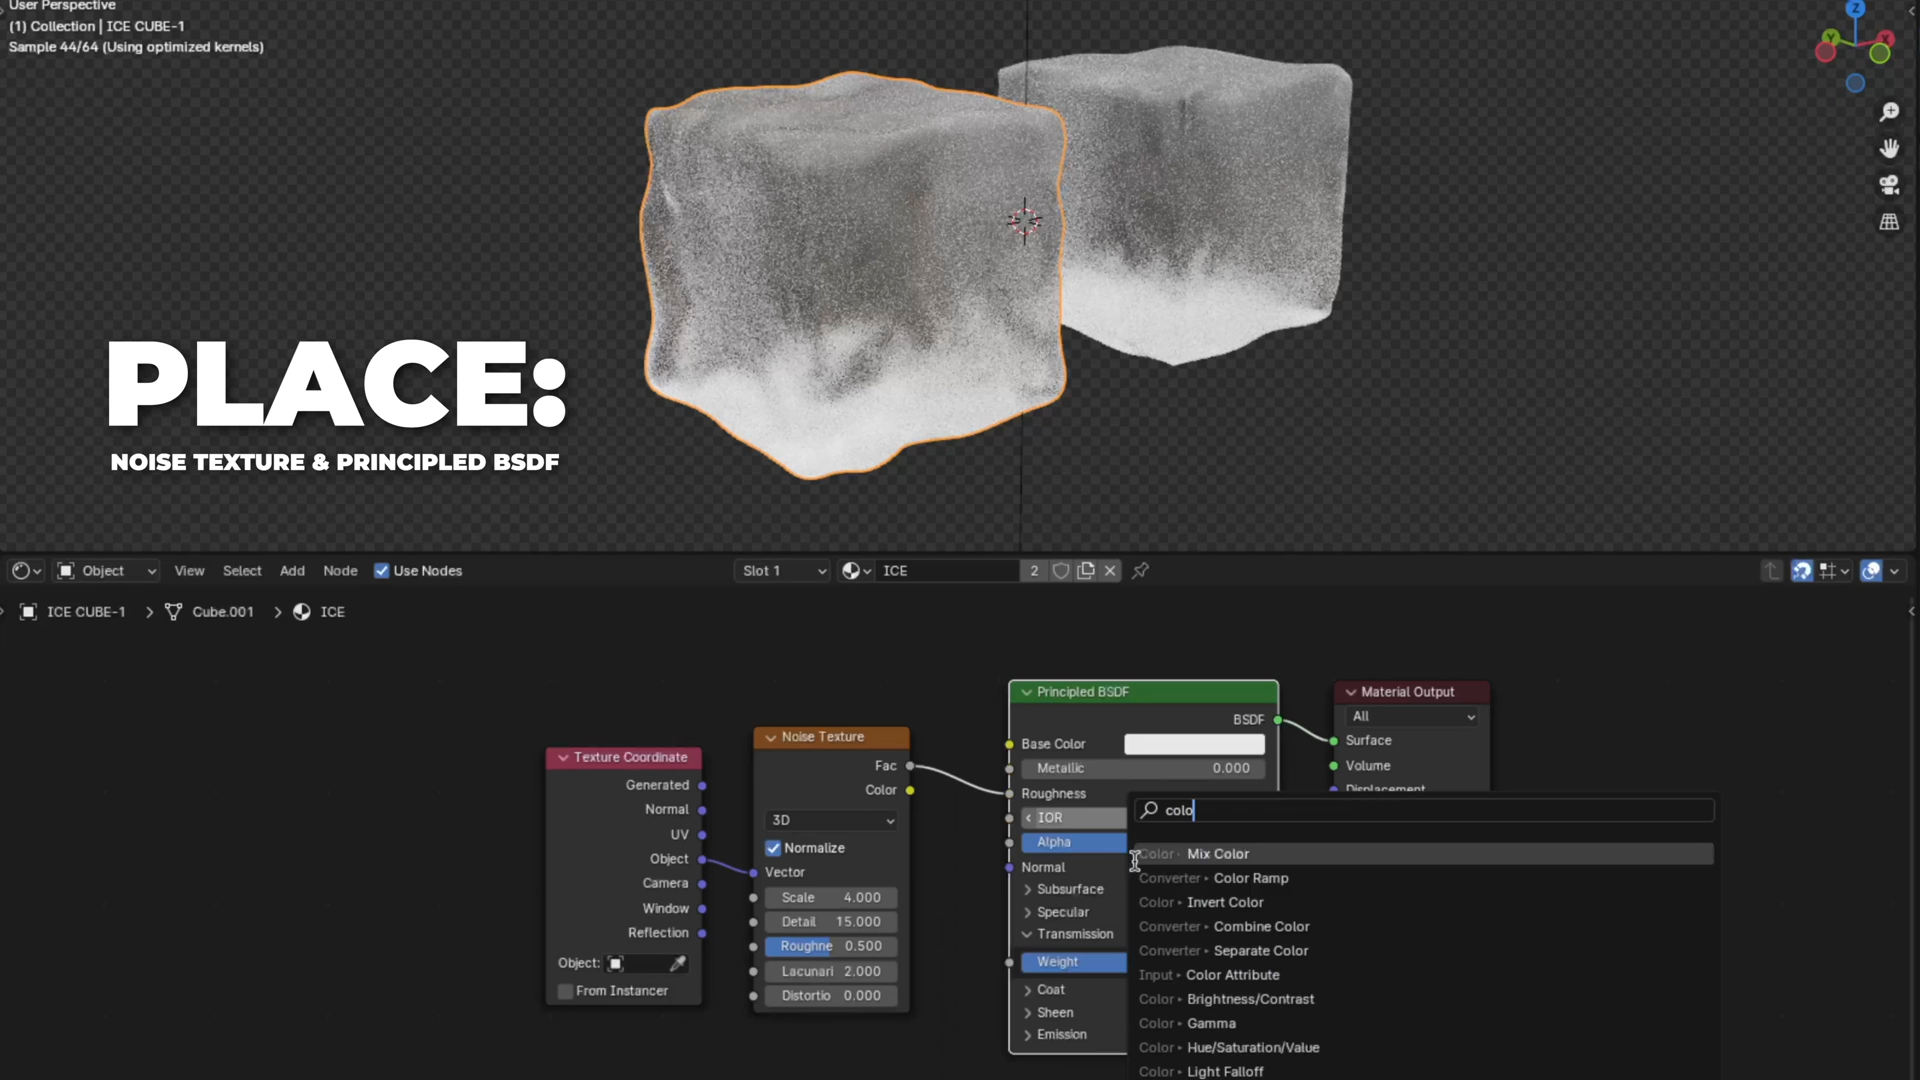 User Perspective
(1) Collection | ICE CUBE-1
Sample 44/64 (Using optimized kernels)
Z
Y
X
PLACE:
NOISE TEXTURE & PRINCIPLED BSDF
Object
View
Select
Add
Node
Use Nodes
Slot 1
ICE
2
ICE CUBE-1
Cube.001
ICE
Texture Coordinate
Generated
Normal
UV
Object
Camera
Window
Reflection
Object:
From Instancer
Noise Texture
Fac
Color
3D
Normalize
Vector
Scale 4.000
Detail 15.000
Roughne 0.500
Lacunari 2.000
Distortio 0.000
Principled BSDF
BSDF
Base Color
Metallic 0.000
Roughness
IOR
Alpha
Normal
Subsurface
Specular
Transmission
Weight
Coat
Sheen
Emission
Material Output
All
Surface
Volume
Displacement
colo
Color Mix Color
Converter Color Ramp
Color Invert Color
Converter Combine Color
Converter Separate Color
Input Color Attribute
Color Brightness/Contrast
Color Gamma
Color Hue/Saturation/Value
Color Light Falloff